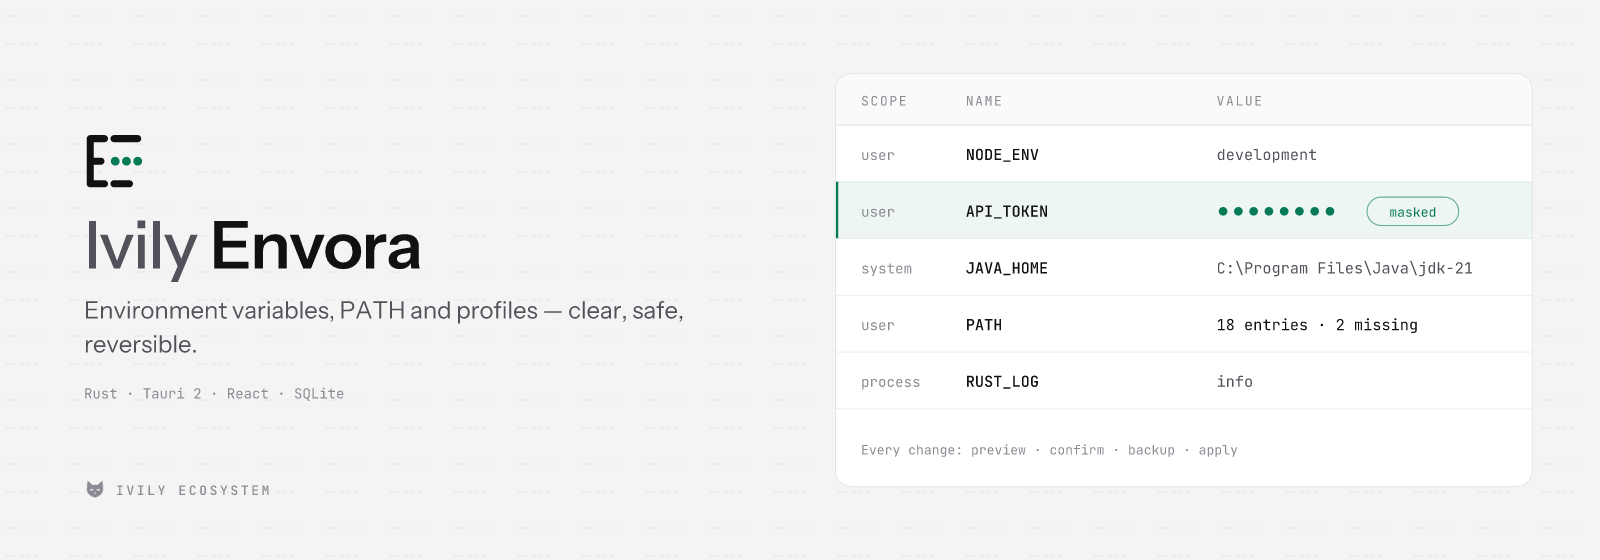 Ivily Envora
Environment variables, PATH and profiles — clear, safe,
reversible.
Rust · Tauri 2 · React · SQLite
IVILY ECOSYSTEM
SCOPE NAME VALUE
user NODE_ENV development
user API_TOKEN •••••••• masked
system JAVA_HOME C:\Program Files\Java\jdk-21
user PATH 18 entries · 2 missing
process RUST_LOG info
Every change: preview · confirm · backup · apply